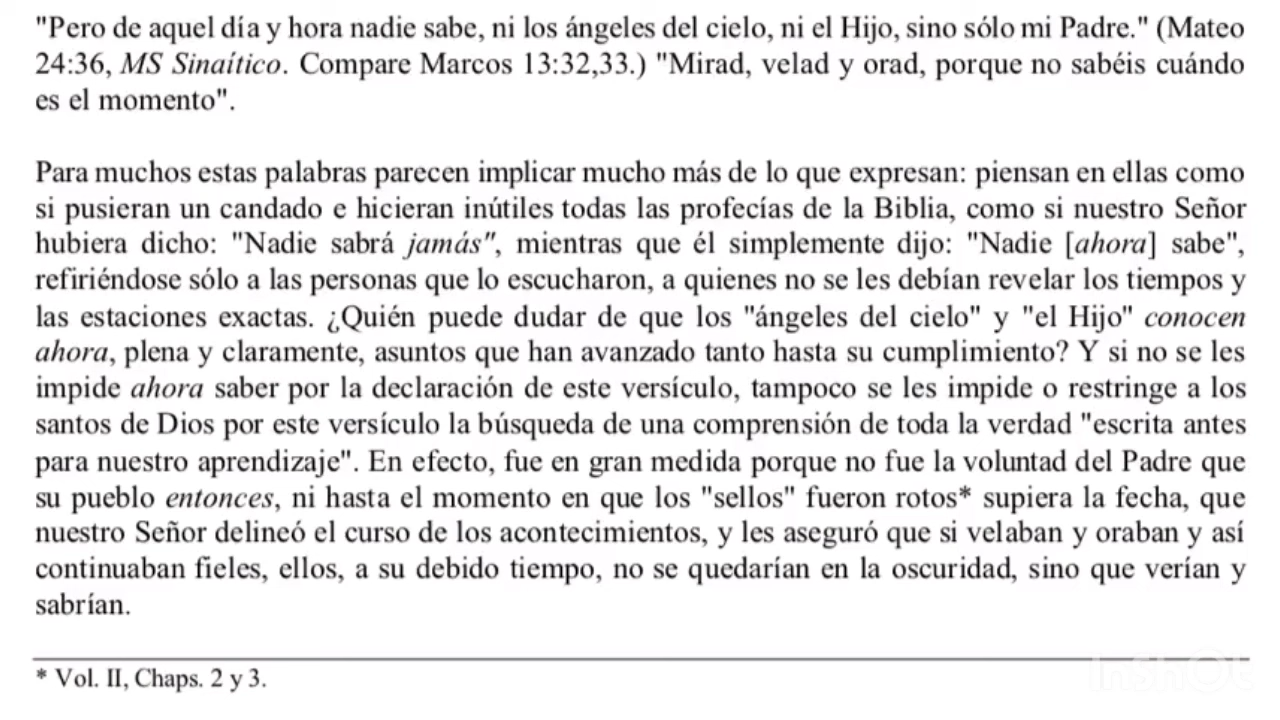 "Pero de aquel día y hora nadie sabe, ni los ángeles del cielo, ni el Hijo, sino sólo mi Padre." (Mateo
24:36, MS Sinaítico. Compare Marcos 13:32,33.) "Mirad, velad y orad, porque no sabéis cuándo
es el momento".
Para muchos estas palabras parecen implicar mucho más de lo que expresan: piensan en ellas como
si pusieran un candado e hicieran inútiles todas las profecías de la Biblia, como si nuestro Señor
hubiera dicho: "Nadie sabrá jamás", mientras que él simplemente dijo: "Nadie [ahora] sabe",
refiriéndose sólo a las personas que lo escucharon, a quienes no se les debían revelar los tiempos y
las estaciones exactas. ¿Quién puede dudar de que los "ángeles del cielo" y "el Hijo" conocen
ahora, plena y claramente, asuntos que han avanzado tanto hasta su cumplimiento? Y si no se les
impide ahora saber por la declaración de este versículo, tampoco se les impide o restringe a los
santos de Dios por este versículo la búsqueda de una comprensión de toda la verdad "escrita antes
para nuestro aprendizaje". En efecto, fue en gran medida porque no fue la voluntad del Padre que
su pueblo entonces, ni hasta el momento en que los "sellos" fueron rotos* supiera la fecha, que
nuestro Señor delineó el curso de los acontecimientos, y les aseguró que si velaban y oraban y así
continuaban fieles, ellos, a su debido tiempo, no se quedarían en la oscuridad, sino que verían y
sabrían.
* Vol. II, Chaps. 2 y 3.
InShOt